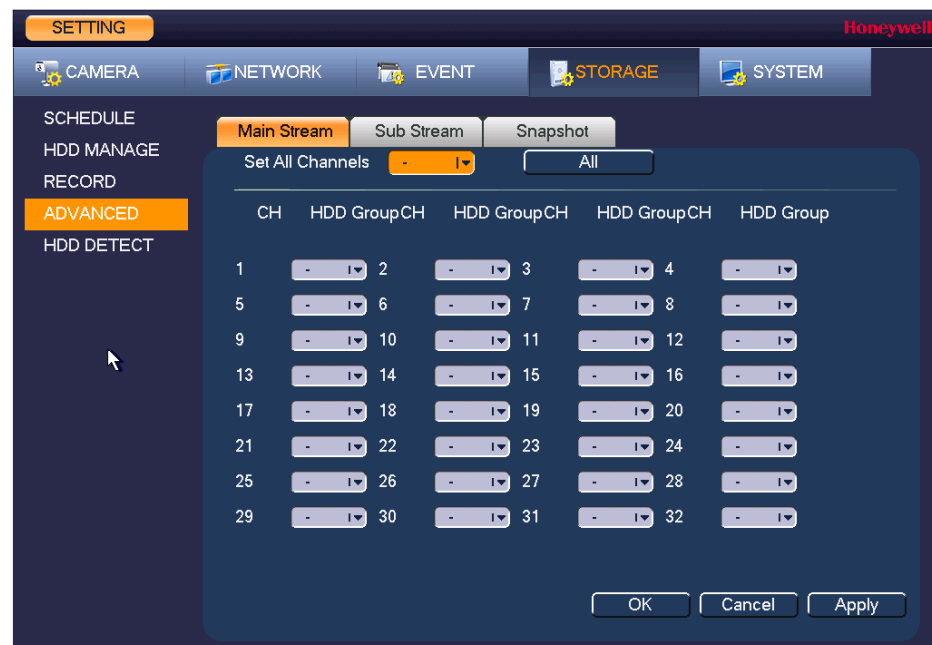 SETTING Honeywell
CAMERA NETWORK EVENT STORAGE SYSTEM
SCHEDULE
HDD MANAGE
RECORD
ADVANCED
HDD DETECT
Main Stream Sub Stream Snapshot
Set All Channels - All
CH HDD Group CH HDD Group CH HDD Group CH HDD Group
1 - 2 - 3 - 4 -
5 - 6 - 7 - 8 -
9 - 10 - 11 - 12 -
13 - 14 - 15 - 16 -
17 - 18 - 19 - 20 -
21 - 22 - 23 - 24 -
25 - 26 - 27 - 28 -
29 - 30 - 31 - 32 -
OK Cancel Apply